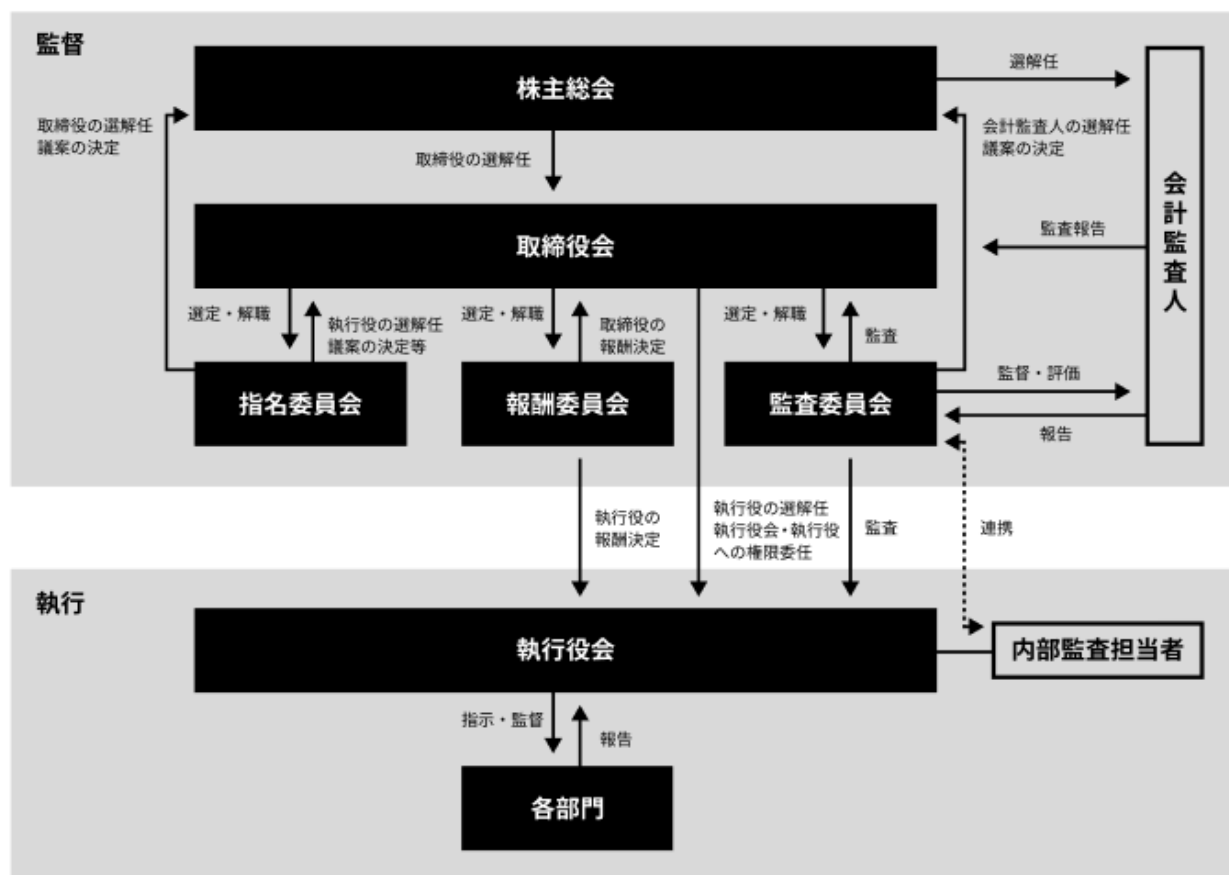 監督
株主総会
選解任
取締役の選解任
議案の決定
会計監査人の選解任
議案の決定
取締役の選解任
会計監査人
取締役会
監査報告
選定・解職
執行役の選解任
議案の決定等
選定・解職
取締役の
報酬決定
選定・解職
監査
指名委員会
報酬委員会
監査委員会
監督・評価
報告
執行役の
報酬決定
執行役の選解任
執行役会・執行役
への権限委任
監査
連携
執行
執行役会
内部監査担当者
指示・監督
報告
各部門